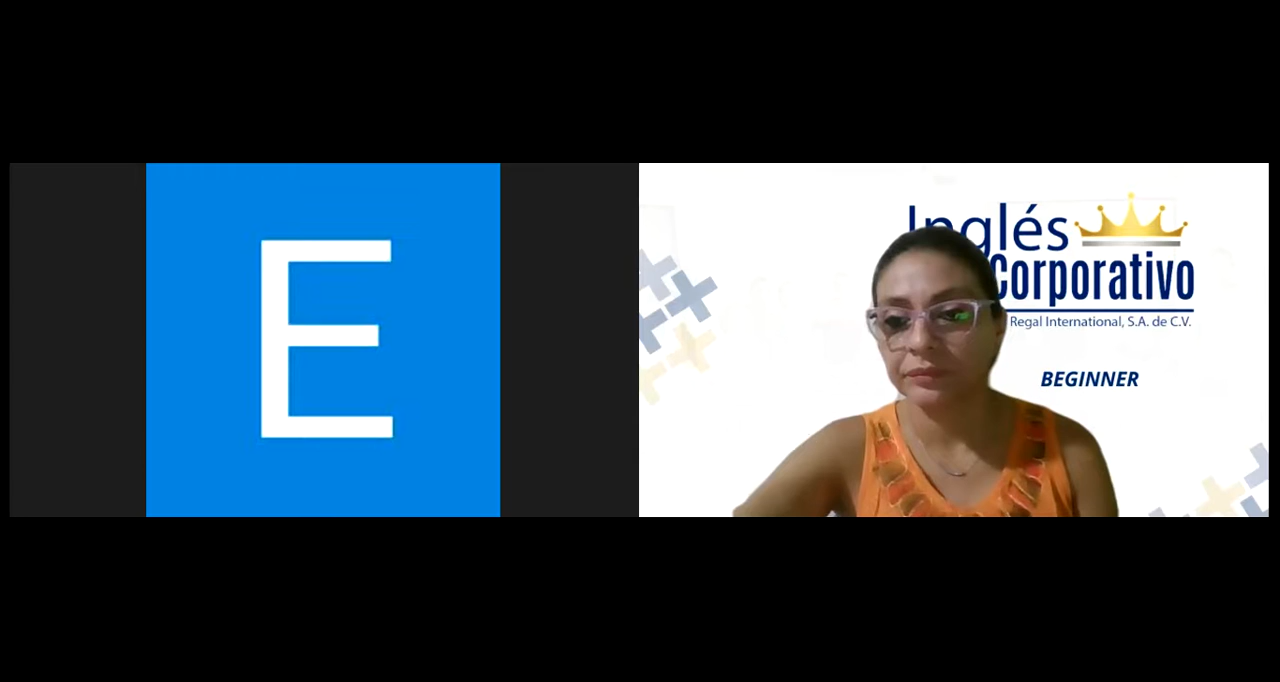 E
Inglés
Corporativo
Regal International, S.A. de C.V.
BEGINNER